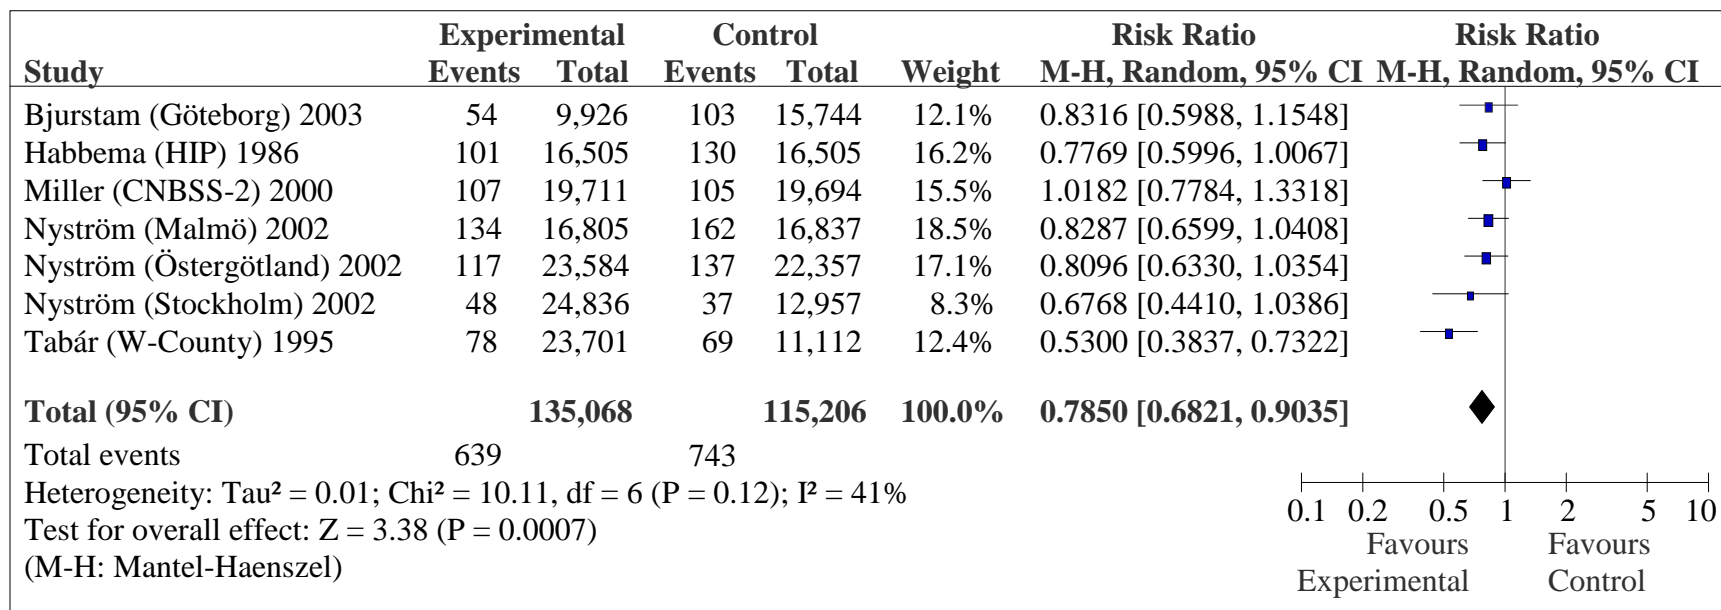 Experimental Control Risk Ratio Risk Ratio
Study Events Total Events Total Weight M-H, Random, 95% CI M-H, Random, 95% CI
Bjurstam (Göteborg) 2003 54 9,926 103 15,744 12.1% 0.8316 [0.5988, 1.1548]
Habbema (HIP) 1986 101 16,505 130 16,505 16.2% 0.7769 [0.5996, 1.0067]
Miller (CNBSS-2) 2000 107 19,711 105 19,694 15.5% 1.0182 [0.7784, 1.3318]
Nyström (Malmö) 2002 134 16,805 162 16,837 18.5% 0.8287 [0.6599, 1.0408]
Nyström (Östergötland) 2002 117 23,584 137 22,357 17.1% 0.8096 [0.6330, 1.0354]
Nyström (Stockholm) 2002 48 24,836 37 12,957 8.3% 0.6768 [0.4410, 1.0386]
Tabár (W-County) 1995 78 23,701 69 11,112 12.4% 0.5300 [0.3837, 0.7322]
Total (95% CI) 135,068 115,206 100.0% 0.7850 [0.6821, 0.9035]
Total events 639 743
Heterogeneity: Tau² = 0.01; Chi² = 10.11, df = 6 (P = 0.12); I² = 41%
Test for overall effect: Z = 3.38 (P = 0.0007)
(M-H: Mantel-Haenszel)
0.1 0.2 0.5 1 2 5 10
Favours Favours
Experimental Control